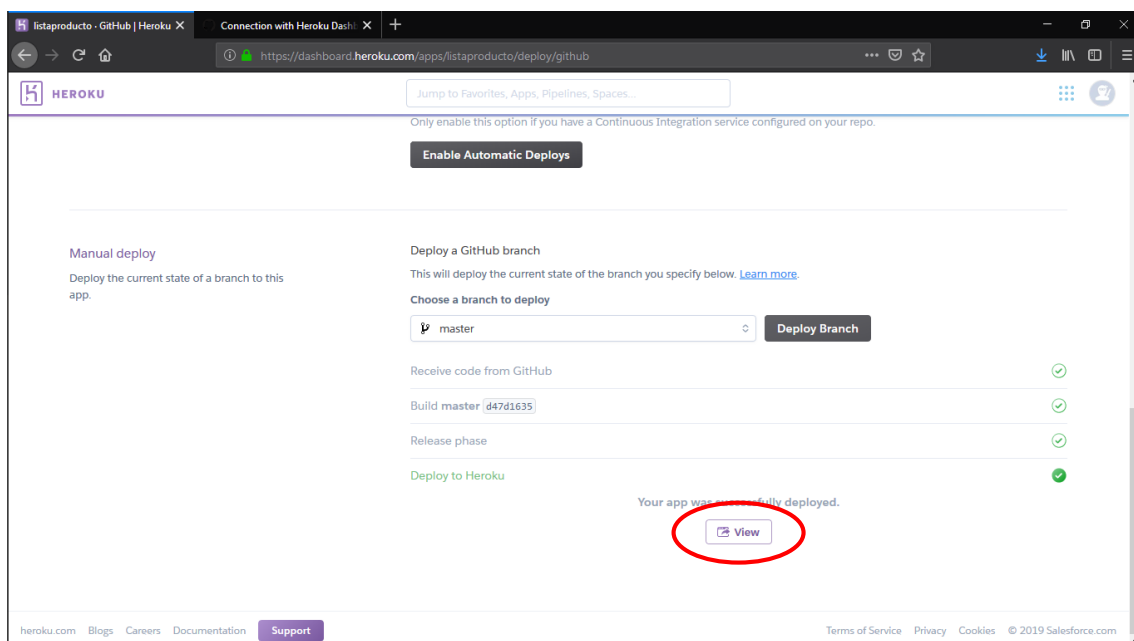 listaproducto · GitHub | Heroku
Connection with Heroku Dashb
https://dashboard.heroku.com/apps/listaproducto/deploy/github
HEROKU
Jump to Favorites, Apps, Pipelines, Spaces...
Only enable this option if you have a Continuous Integration service configured on your repo.
Enable Automatic Deploys
Manual deploy
Deploy the current state of a branch to this
app.
Deploy a GitHub branch
This will deploy the current state of the branch you specify below. Learn more.
Choose a branch to deploy
master
Deploy Branch
Receive code from GitHub
Build master d47d1635
Release phase
Deploy to Heroku
Your app was successfully deployed.
View
heroku.com Blogs Careers Documentation Support
Terms of Service Privacy Cookies © 2019 Salesforce.com